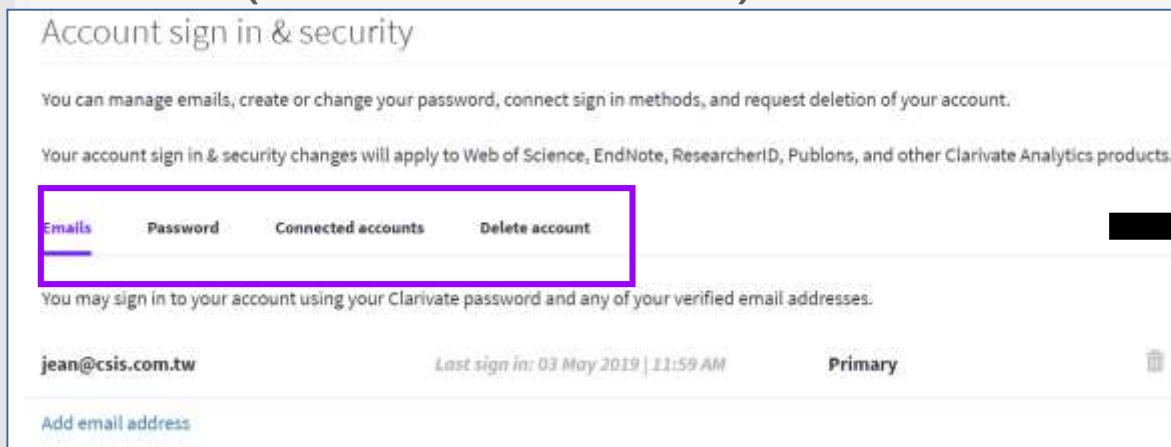 Account sign in & security
You can manage emails, create or change your password, connect sign in methods, and request deletion of your account.
Your account sign in & security changes will apply to Web of Science, EndNote, ResearcherID, Publons, and other Clarivate Analytics products.
Emails Password Connected accounts Delete account
You may sign in to your account using your Clarivate password and any of your verified email addresses.
jean@csis.com.tw Last sign in: 03 May 2019 | 11:59 AM Primary
Add email address